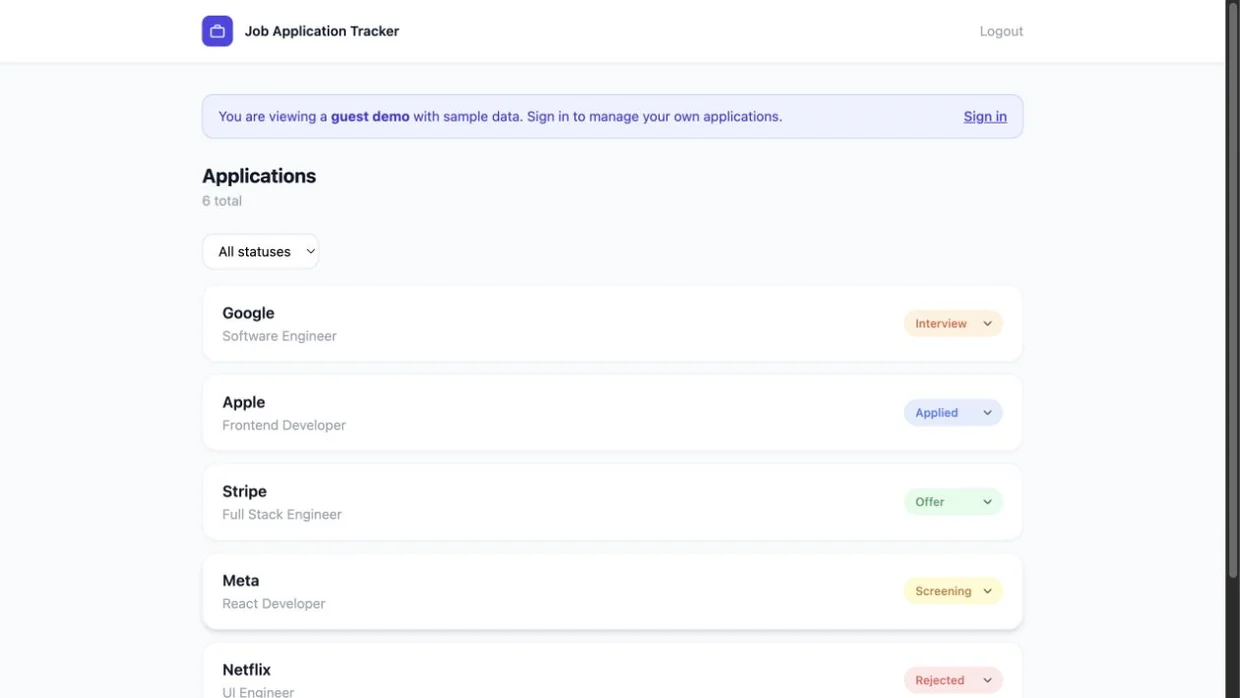 Job Application Tracker
Logout
You are viewing a guest demo with sample data. Sign in to manage your own applications.
Sign in
Applications
6 total
All statuses
Google
Software Engineer
Interview
Apple
Frontend Developer
Applied
Stripe
Full Stack Engineer
Offer
Meta
React Developer
Screening
Netflix
UI Engineer
Rejected